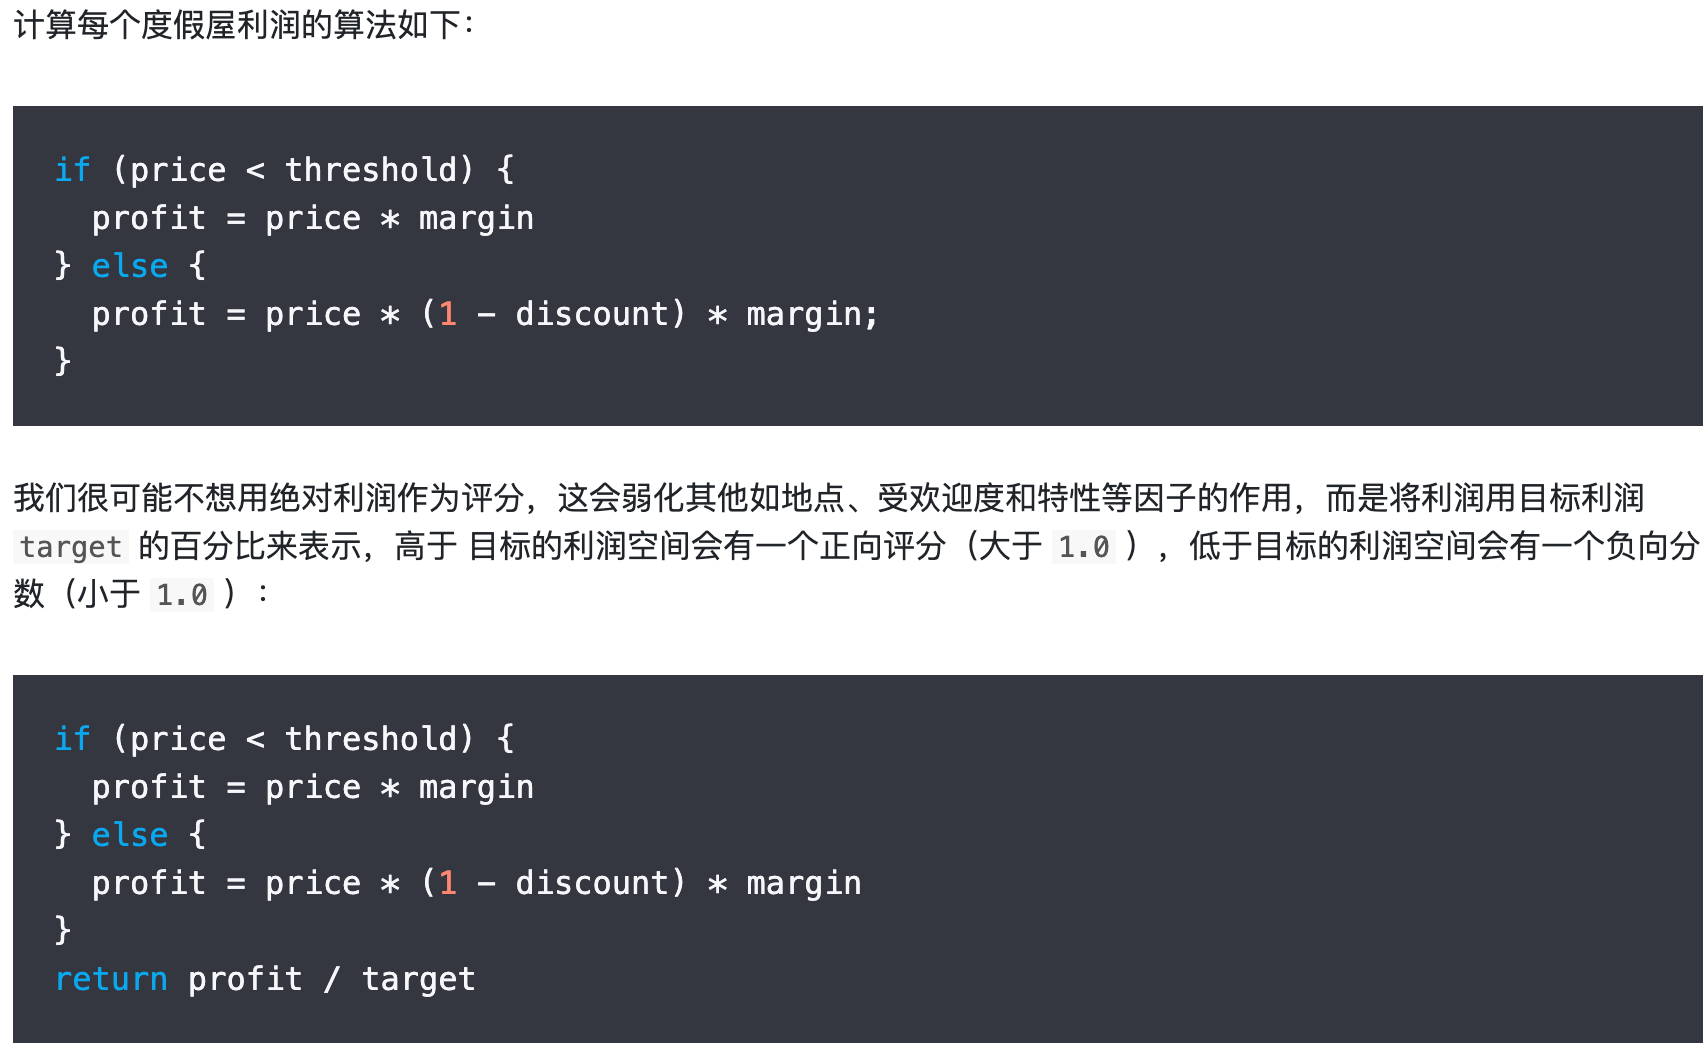 计算每个度假屋利润的算法如下：
if (price < threshold) {
  profit = price * margin
} else {
  profit = price * (1 - discount) * margin;
}
我们很可能不想用绝对利润作为评分，这会弱化其他如地点、受欢迎度和特性等因子的作用，而是将利润用目标利润
target 的百分比来表示，高于 目标的利润空间会有一个正向评分（大于 1.0 ），低于目标的利润空间会有一个负向分
数（小于 1.0 ）：
if (price < threshold) {
  profit = price * margin
} else {
  profit = price * (1 - discount) * margin
}
return profit / target